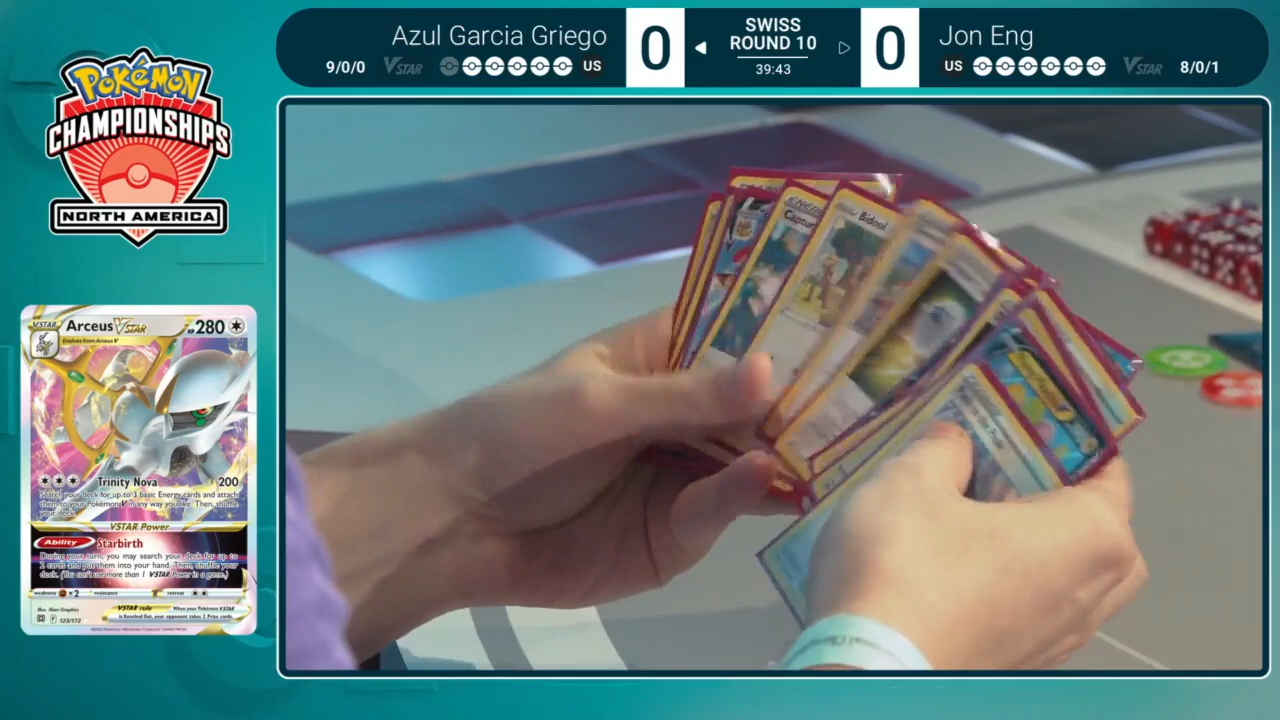 Azul Garcia Griego
0
SWISS
ROUND 10
39:43
0
Jon Eng
9/0/0
VSTAR
US
US
VSTAR
8/0/1
Pokémon
CHAMPIONSHIPS
NORTH AMERICA
VSTAR
Arceus VSTAR
HP 280
Evolves from Arceus V
Trinity Nova 200
Search your deck for up to 3 basic Energy cards and attach
them to your Pokémon V in any way you like. Then, shuffle
your deck.
VSTAR Power
Ability Starbirth
During your turn, you may search your deck for up to
2 cards and put them into your hand. Then, shuffle your
deck. (You can't use more than 1 VSTAR Power in a game.)
weakness ×2 resistance retreat
VSTAR rule
When your Pokémon VSTAR
is Knocked Out, your opponent takes 2 Prize cards.
123/172
Captur
Bidoof